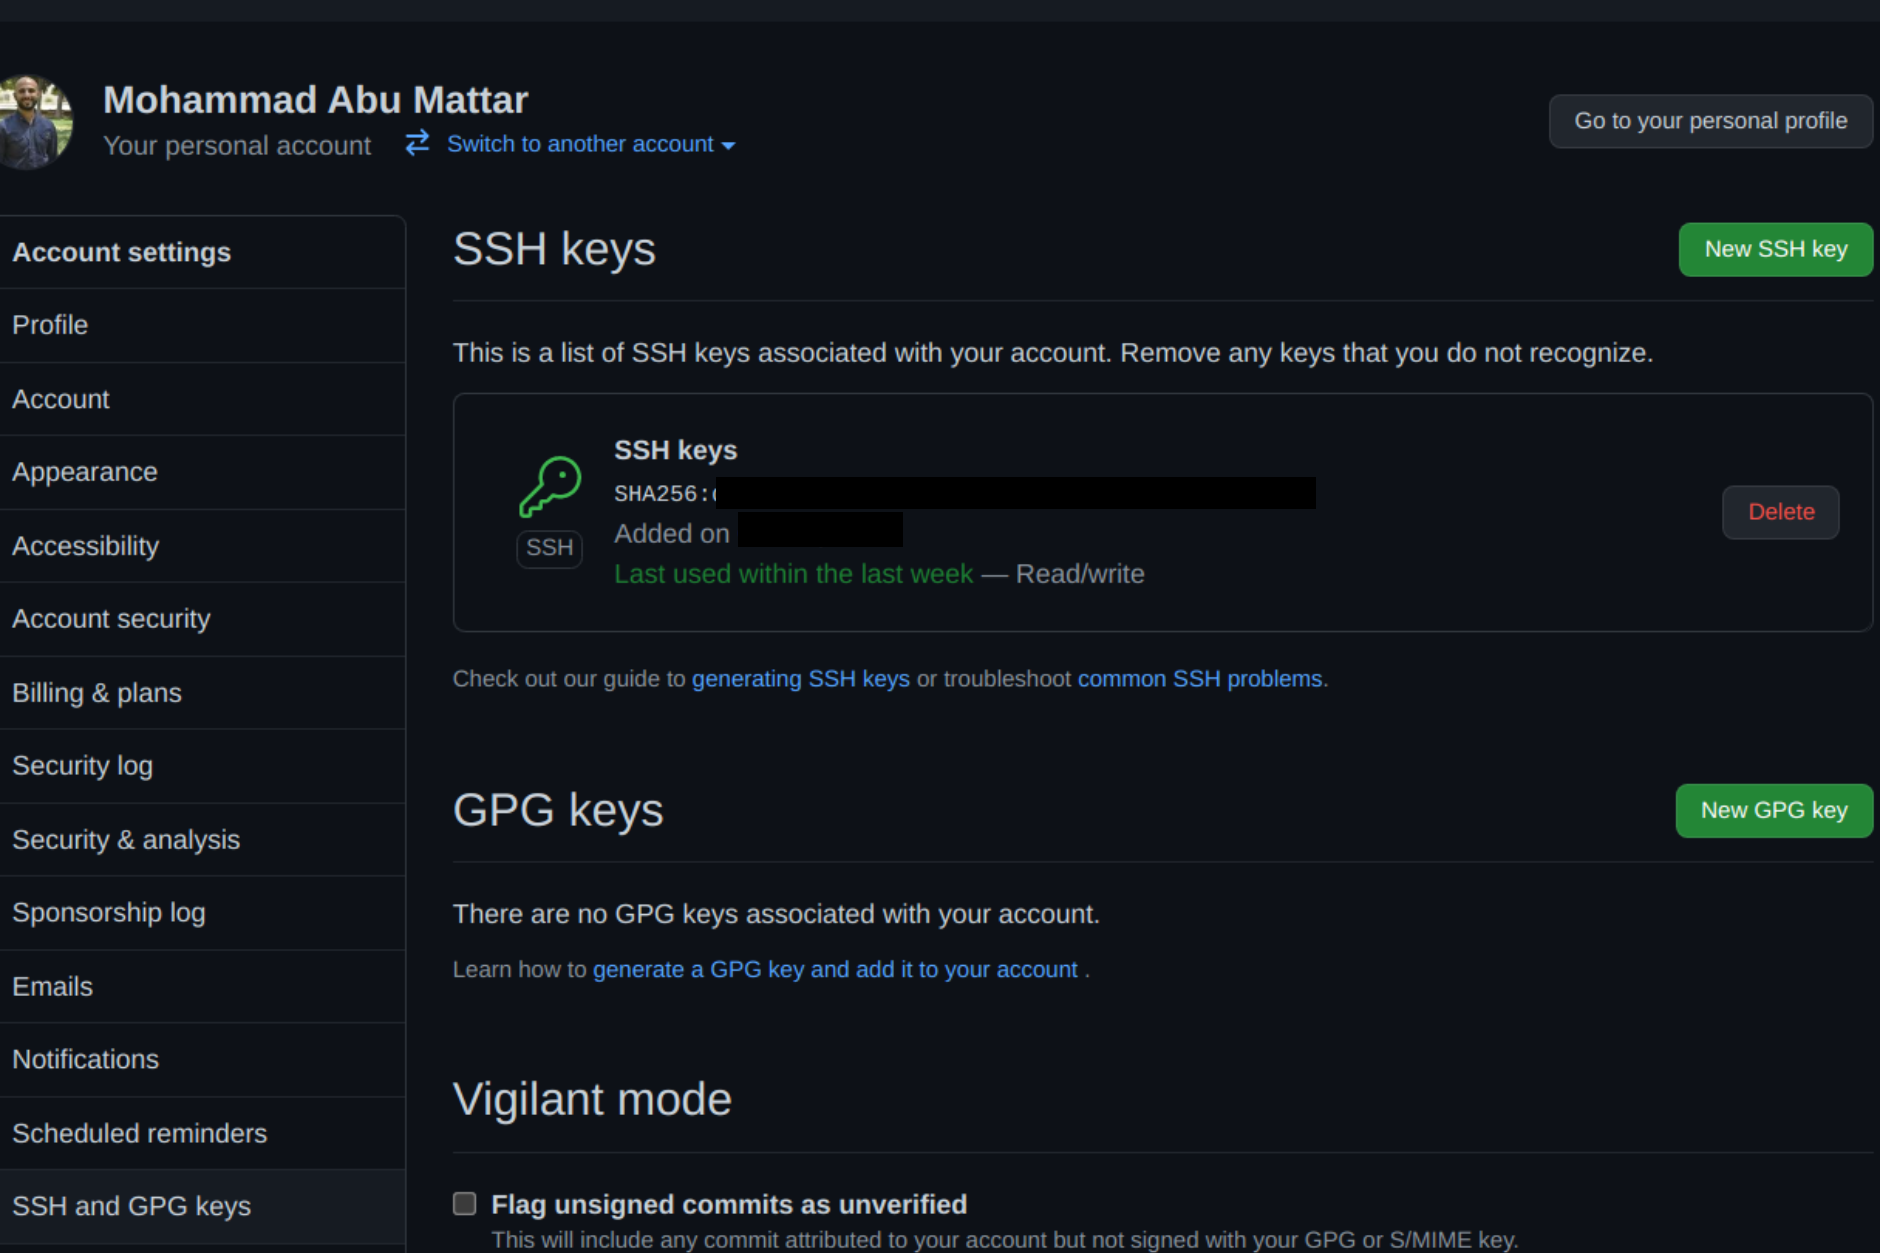 Mohammad Abu Mattar
Your personal account Switch to another account
Go to your personal profile
Account settings
Profile
Account
Appearance
Accessibility
Account security
Billing & plans
Security log
Security & analysis
Sponsorship log
Emails
Notifications
Scheduled reminders
SSH and GPG keys
SSH keys
New SSH key
This is a list of SSH keys associated with your account. Remove any keys that you do not recognize.
SSH keys
SHA256:
Added on
Last used within the last week — Read/write
SSH
Delete
Check out our guide to generating SSH keys or troubleshoot common SSH problems.
GPG keys
New GPG key
There are no GPG keys associated with your account.
Learn how to generate a GPG key and add it to your account .
Vigilant mode
Flag unsigned commits as unverified
This will include any commit attributed to your account but not signed with your GPG or S/MIME key.